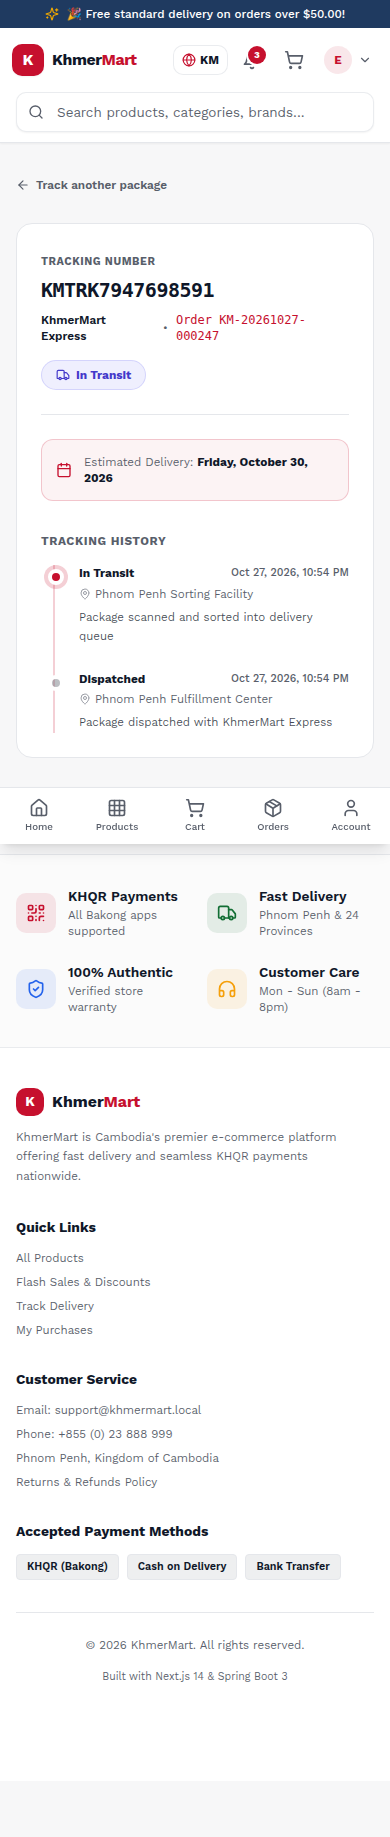 ✨ 🎉 Free standard delivery on orders over $50.00!
K KhmerMart KM 3 E
Search products, categories, brands...
Track another package
TRACKING NUMBER
KMTRK7947698591
KhmerMart Express • Order KM-20261027-000247
In Transit
Estimated Delivery: Friday, October 30, 2026
TRACKING HISTORY
In Transit Oct 27, 2026, 10:54 PM
Phnom Penh Sorting Facility
Package scanned and sorted into delivery
queue
Dispatched Oct 27, 2026, 10:54 PM
Phnom Penh Fulfillment Center
Package dispatched with KhmerMart Express
Home Products Cart Orders Account
KHQR Payments
All Bakong apps
supported
Fast Delivery
Phnom Penh & 24
Provinces
100% Authentic
Verified store
warranty
Customer Care
Mon - Sun (8am -
8pm)
K KhmerMart
KhmerMart is Cambodia's premier e-commerce platform
offering fast delivery and seamless KHQR payments
nationwide.
Quick Links
All Products
Flash Sales & Discounts
Track Delivery
My Purchases
Customer Service
Email: support@khmermart.local
Phone: +855 (0) 23 888 999
Phnom Penh, Kingdom of Cambodia
Returns & Refunds Policy
Accepted Payment Methods
KHQR (Bakong) Cash on Delivery Bank Transfer
© 2026 KhmerMart. All rights reserved.
Built with Next.js 14 & Spring Boot 3